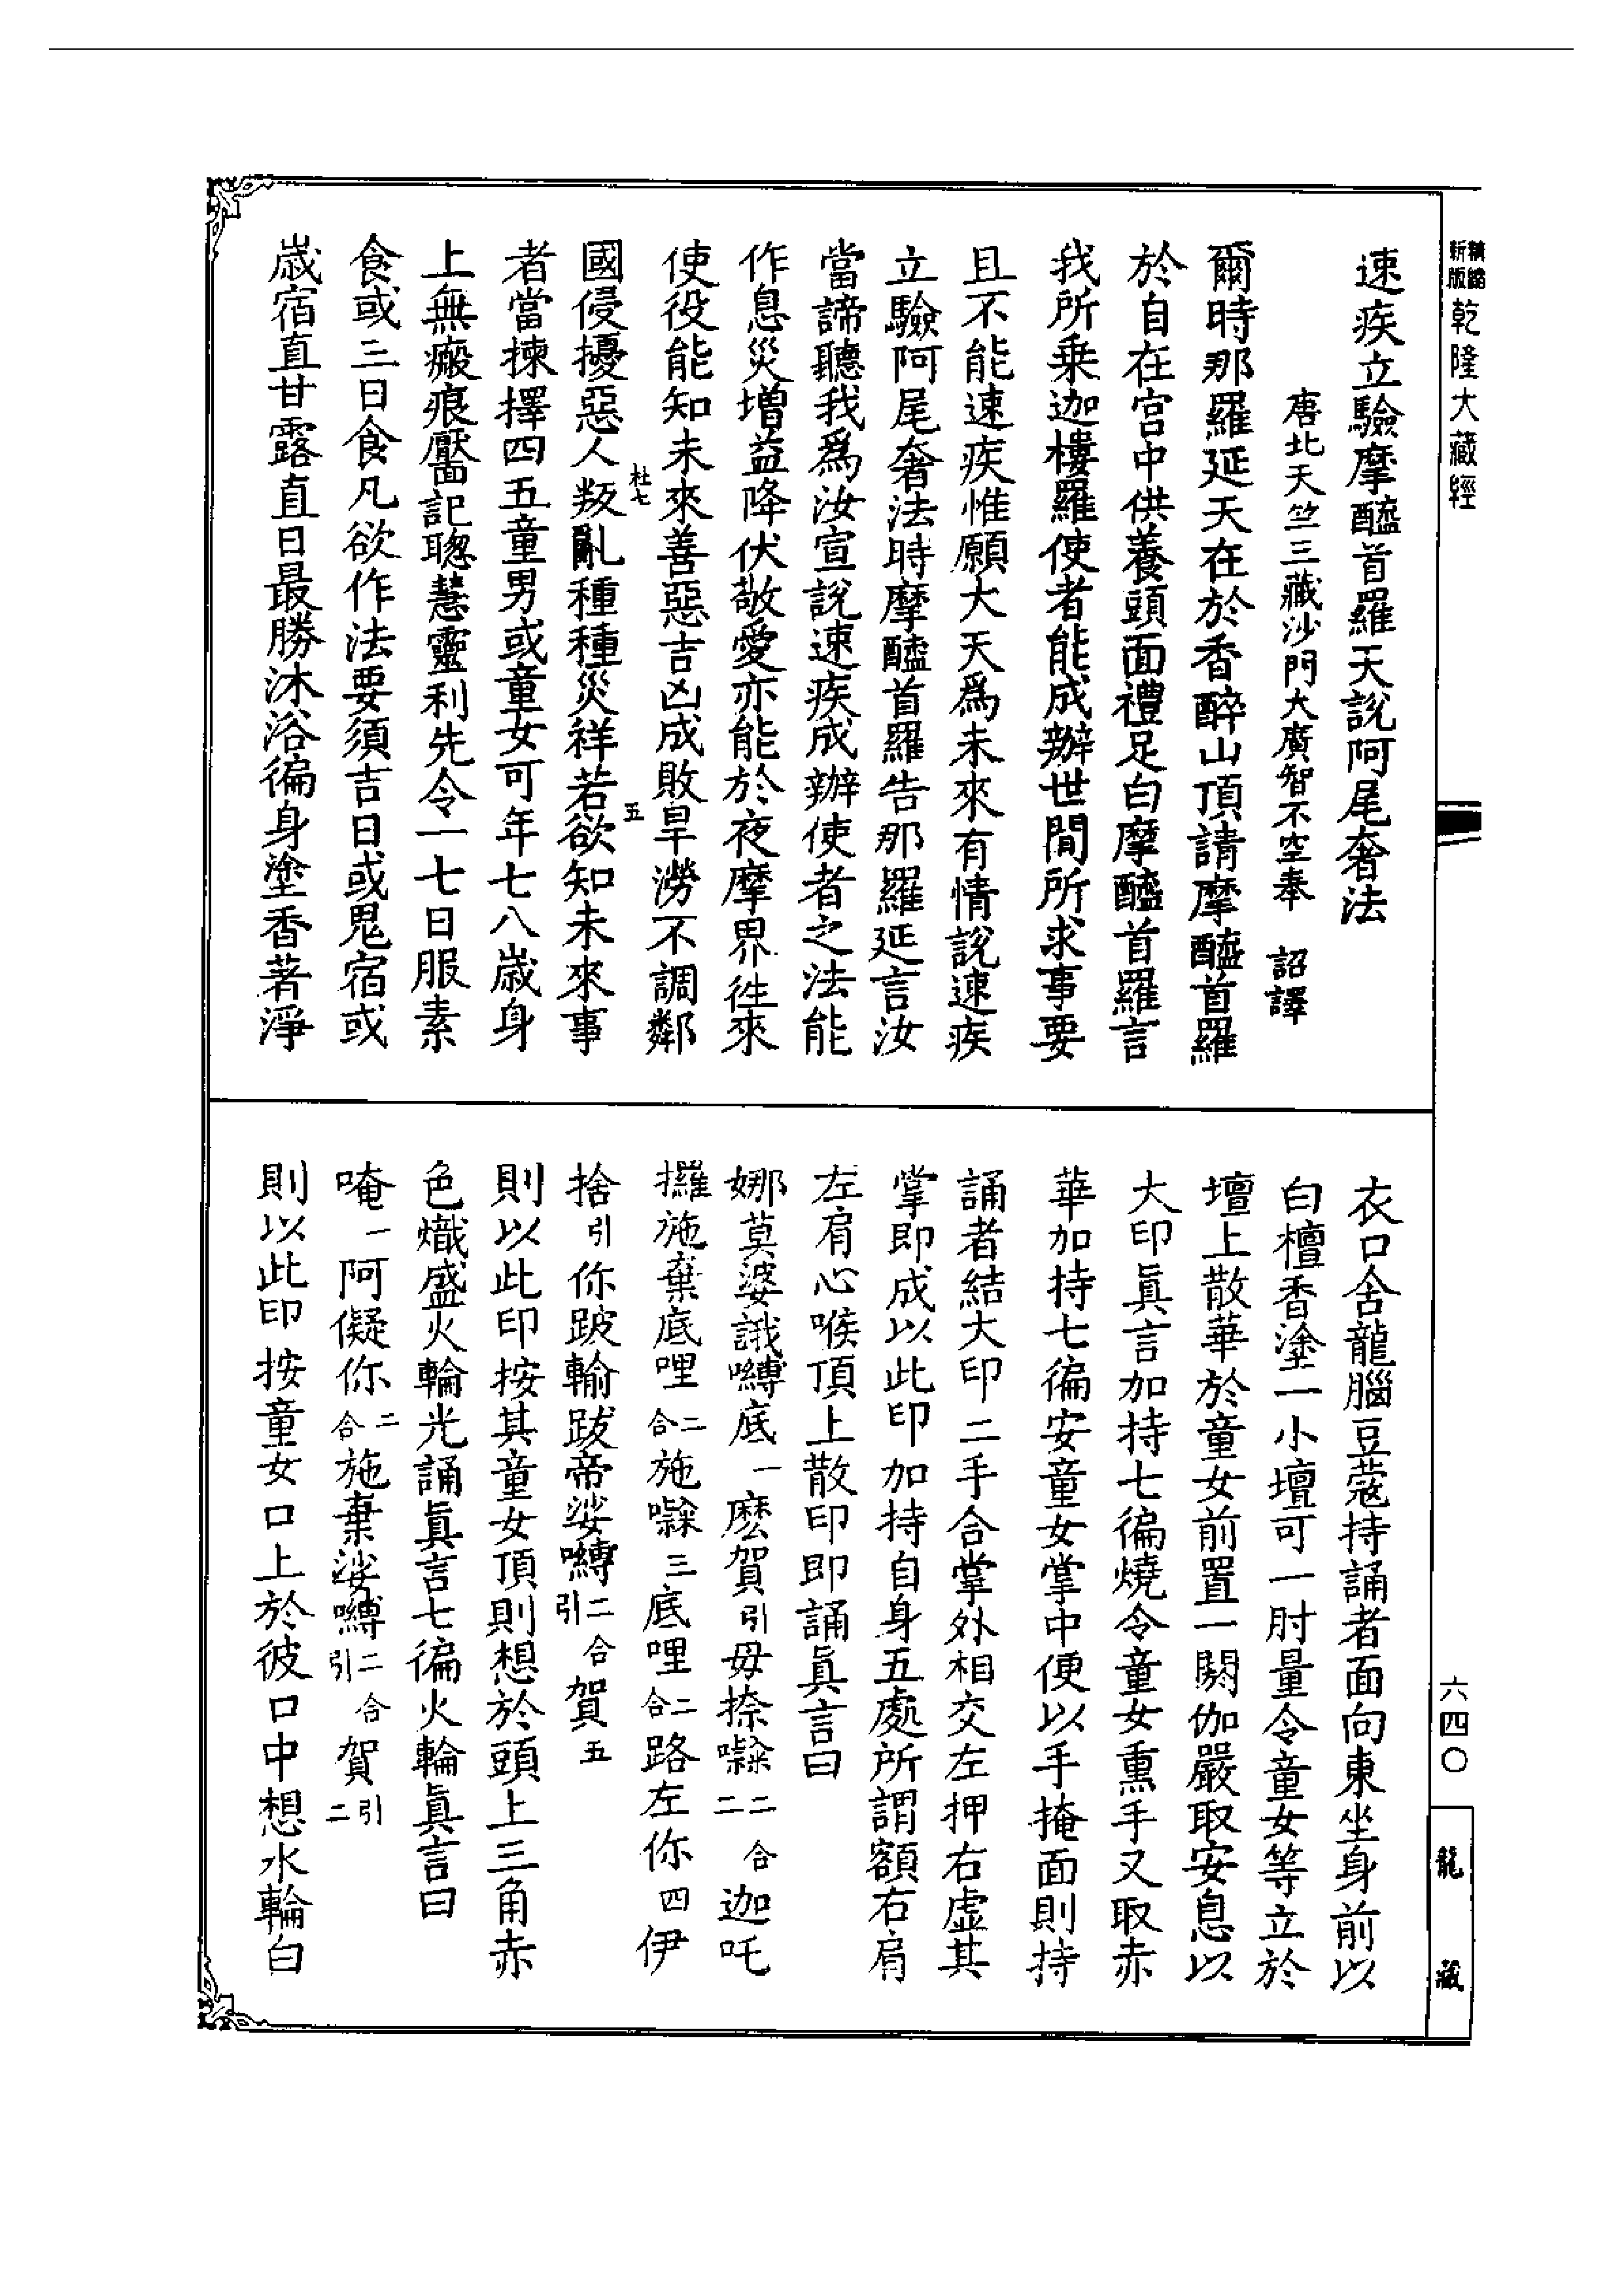 新版 精縮 乾隆大藏經
速疾立驗摩醯首羅天說阿尾奢法
唐北天竺三藏沙門大廣智不空奉　詔譯
爾時那羅延天在於香醉山頂請摩醯首羅
於自在宮中供養頭面禮足白摩醯首羅言
我所乘迦樓羅使者能成辦世間所求事要
且不能速疾惟願大天爲未來有情說速疾
立驗阿尾奢法時摩醯首羅告那羅延言汝
當諦聽我爲汝宣說速疾成辦使者之法能
作息災增益降伏敬愛亦能於夜摩界徃來
使役能知未來善惡吉凶成敗旱澇不調鄰
杜七　五
國侵擾惡人叛亂種種災祥若欲知未來事
者當揀擇四五童男或童女可年七八歲身
上無瘢痕黶記聰慧靈利先令一七日服素
食或三日食凡欲作法要須吉日或鬼宿或
歲宿直甘露直日最勝沐浴徧身塗香著淨
衣口含龍腦豆蔻持誦者面向東坐身前以
白檀香塗一小壇可一肘量令童女等立於
壇上散華於童女前置一閼伽嚴取安息以
大印眞言加持七徧燒令童女熏手又取赤
華加持七徧安童女掌中便以手掩面則持
誦者結大印二手合掌外相交左押右虛其
掌即成以此印加持自身五處所謂額右肩
左肩心喉頂上散印即誦眞言曰
娜莫婆誐嚩底一麼賀引毋捺㘑二合二迦吒
攞施棄底哩二合施㘑三底哩二合路左你四伊
捨引你跛輸跋帝娑嚩二合引賀五
則以此印按其童女頂則想於頭上三角赤
色熾盛火輪光誦眞言七徧火輪眞言曰
唵一阿儗你二合施棄娑嚩二合引賀引二
則以此印按童女口上於彼口中想水輪白
六四〇
龍藏